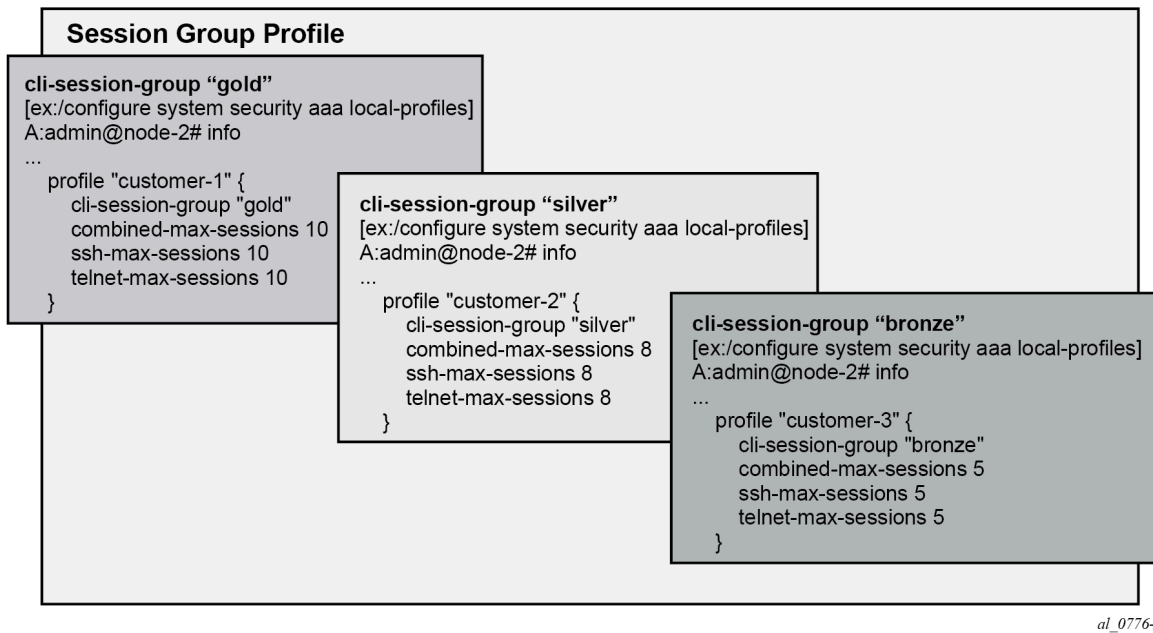 Session Group Profile
cli-session-group “gold”
[ex:/configure system security aaa local-profiles]
A:admin@node-2# info
...
profile "customer-1" {
cli-session-group "gold"
combined-max-sessions 10
ssh-max-sessions 10
telnet-max-sessions 10
}
cli-session-group “silver”
[ex:/configure system security aaa local-profiles]
A:admin@node-2# info
...
profile "customer-2" {
cli-session-group "silver"
combined-max-sessions 8
ssh-max-sessions 8
telnet-max-sessions 8
}
cli-session-group “bronze”
[ex:/configure system security aaa local-profiles]
A:admin@node-2# info
...
profile "customer-3" {
cli-session-group "bronze"
combined-max-sessions 5
ssh-max-sessions 5
telnet-max-sessions 5
}
al_0776-